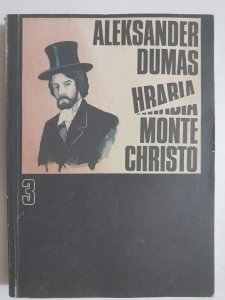 ALEKSANDER
DUMAS
HRABIA
MONTE
CHRISTO
3